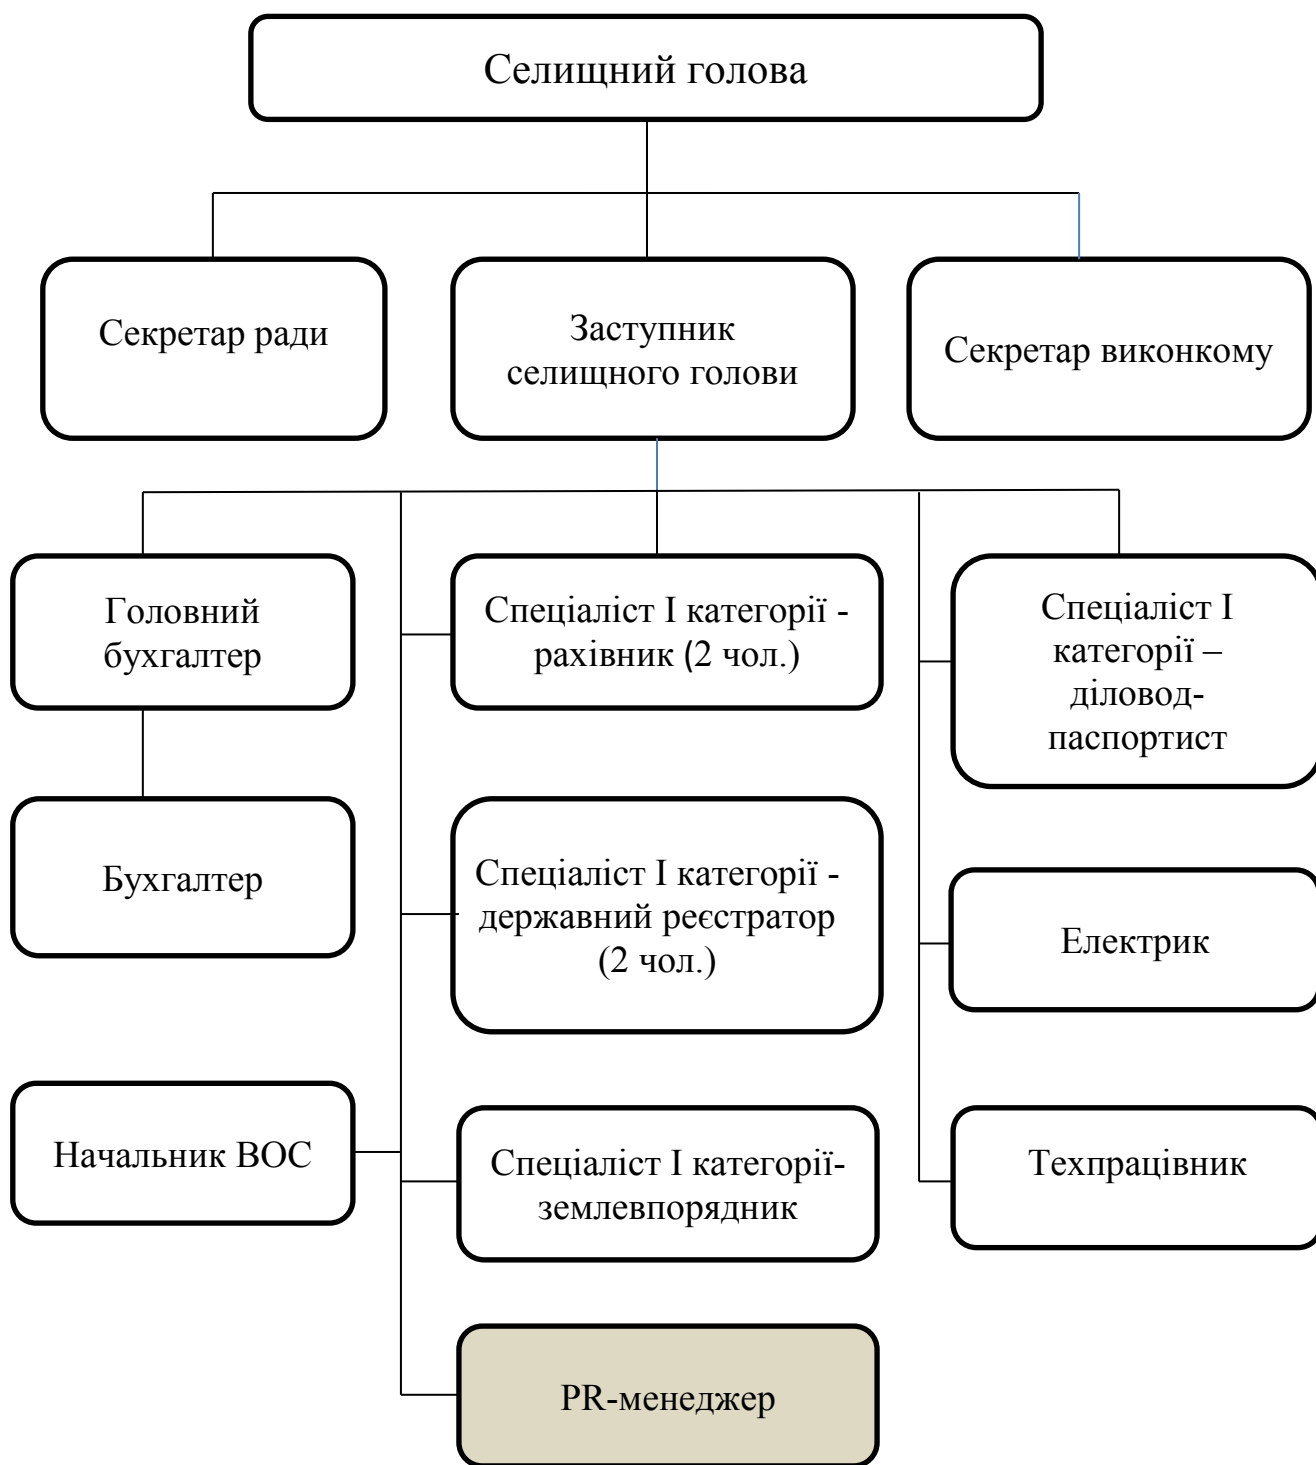 Селищний голова
Секретар ради
Заступник
селищного голови
Секретар виконкому
Головний
бухгалтер
Спеціаліст І категорії -
рахівник (2 чол.)
Спеціаліст І
категорії –
діловод-
паспортист
Бухгалтер
Спеціаліст І категорії -
державний реєстратор
(2 чол.)
Електрик
Начальник ВОС
Спеціаліст І категорії-
землевпорядник
Техпрацівник
PR-менеджер